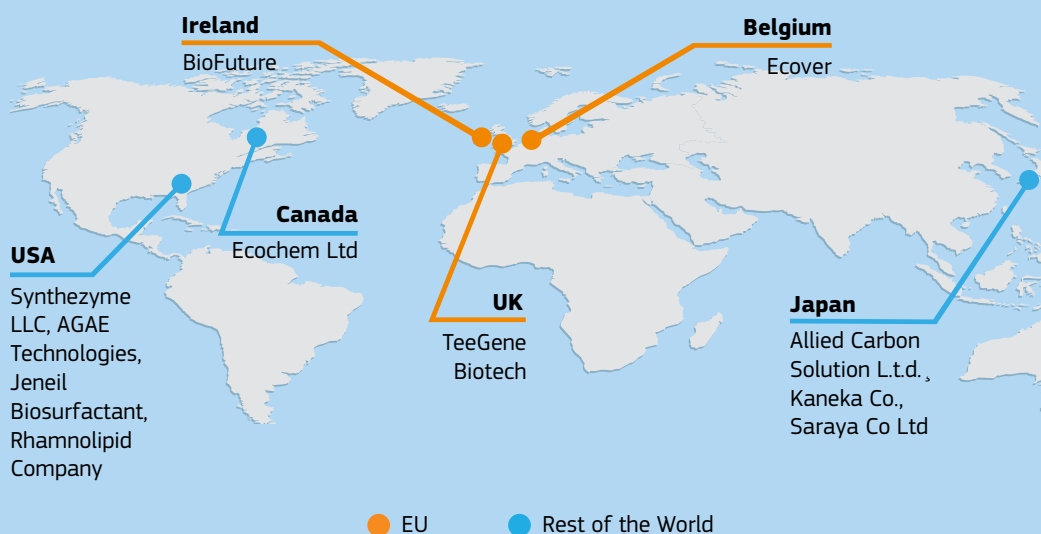 Ireland
BioFuture
Belgium
Ecover
Canada
Ecochem Ltd
USA
Synthezyme
LLC, AGAE
Technologies,
Jeneil
Biosurfactant,
Rhamnolipid
Company
UK
TeeGene
Biotech
Japan
Allied Carbon
Solution L.t.d.¸
Kaneka Co.,
Saraya Co Ltd
EU
Rest of the World